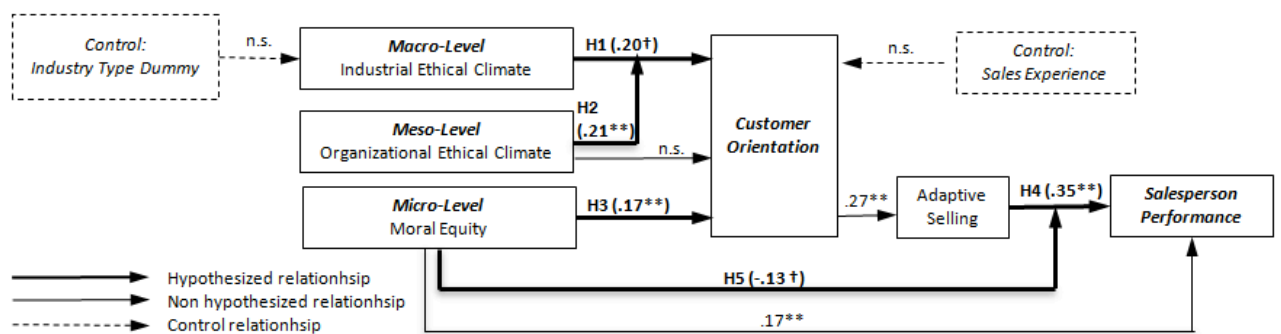 Control:
Industry Type Dummy
n.s.
Macro-Level
Industrial Ethical Climate
H1 (.20†)
n.s.
Control:
Sales Experience
H2
(.21**)
Meso-Level
Organizational Ethical Climate
n.s.
Customer
Orientation
Micro-Level
Moral Equity
H3 (.17**)
.27**
Adaptive
Selling
H4 (.35**)
Salesperson
Performance
H5 (-.13 †)
.17**
Hypothesized relationhsip
Non hypothesized relationhsip
Control relationhsip